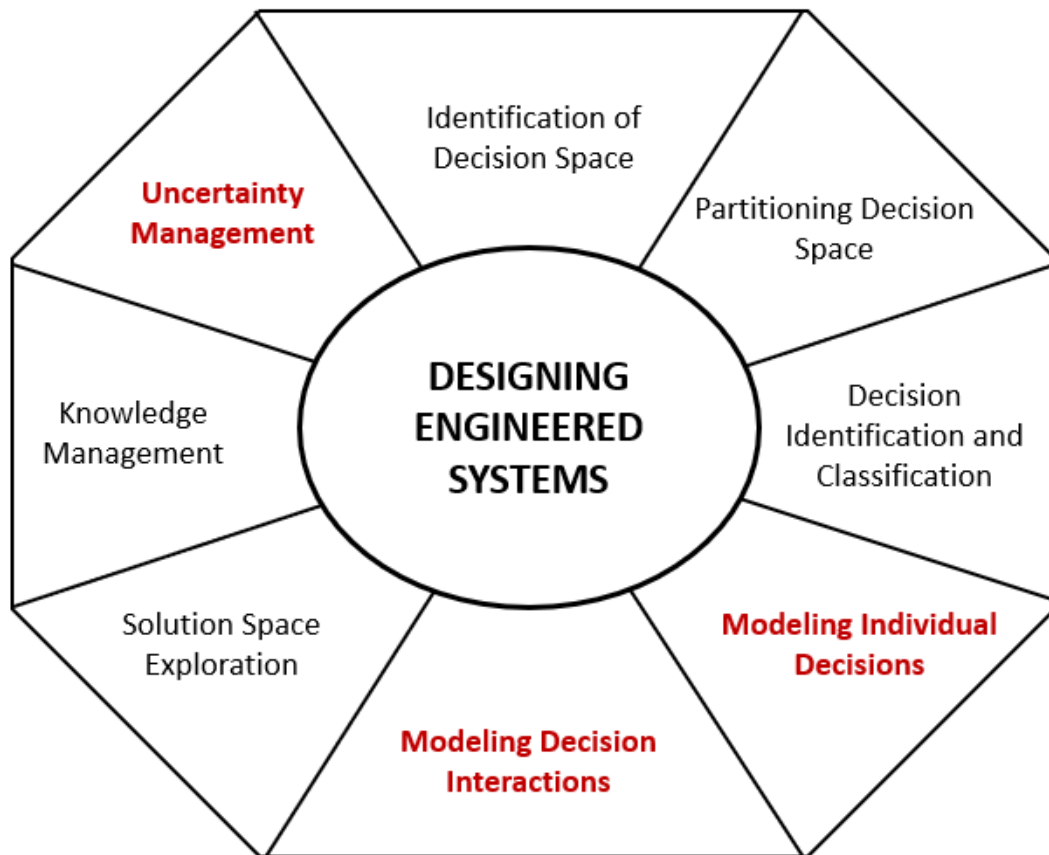 Identification of
Decision Space
Partitioning Decision
Space
Decision
Identification and
Classification
Modeling Individual
Decisions
Modeling Decision
Interactions
Solution Space
Exploration
Knowledge
Management
Uncertainty
Management
DESIGNING
ENGINEERED
SYSTEMS